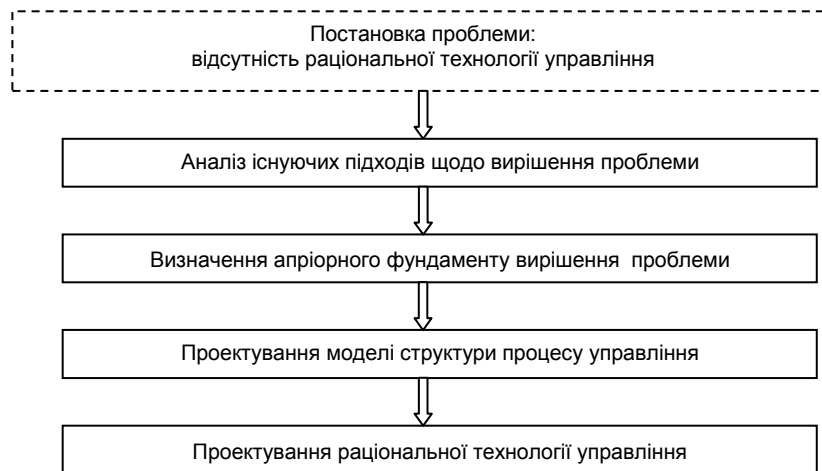 Постановка проблеми:
відсутність раціональної технології управління
Аналіз існуючих підходів щодо вирішення проблеми
Визначення апріорного фундаменту вирішення проблеми
Проектування моделі структури процесу управління
Проектування раціональної технології управління